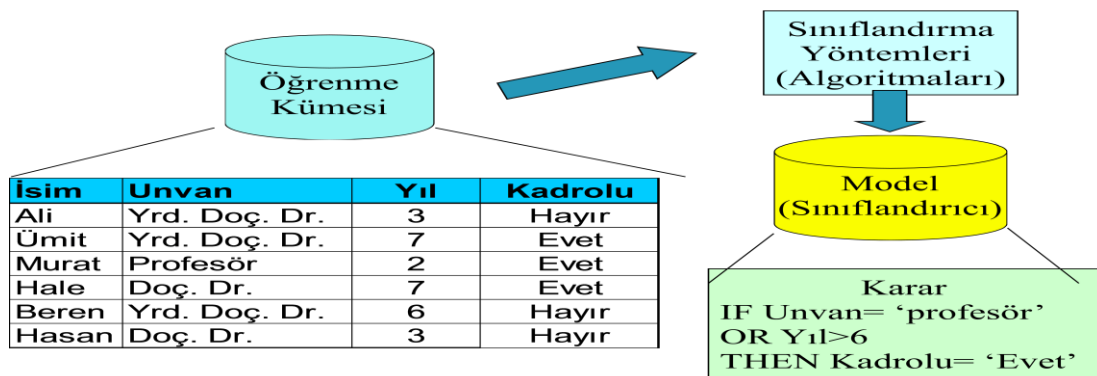 Öğrenme
Kümesi
Sınıflandırma
Yöntemleri
(Algoritmaları)
İsim Unvan Yıl Kadrolu
Ali Yrd. Doç. Dr. 3 Hayır
Ümit Yrd. Doç. Dr. 7 Evet
Murat Profesör 2 Evet
Hale Doç. Dr. 7 Evet
Beren Yrd. Doç. Dr. 6 Hayır
Hasan Doç. Dr. 3 Hayır
Model
(Sınıflandırıcı)
Karar
IF Unvan= ‘profesör’
OR Yıl>6
THEN Kadrolu= ‘Evet’